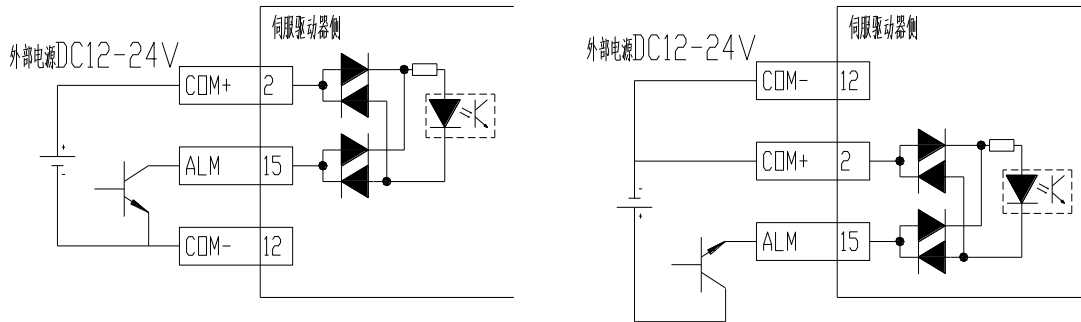 伺服驱动器侧
外部电源DC12-24V
COM+ 2
+
-
ALM 15
COM- 12
伺服驱动器侧
外部电源DC12-24V
COM- 12
COM+ 2
-
+
ALM 15